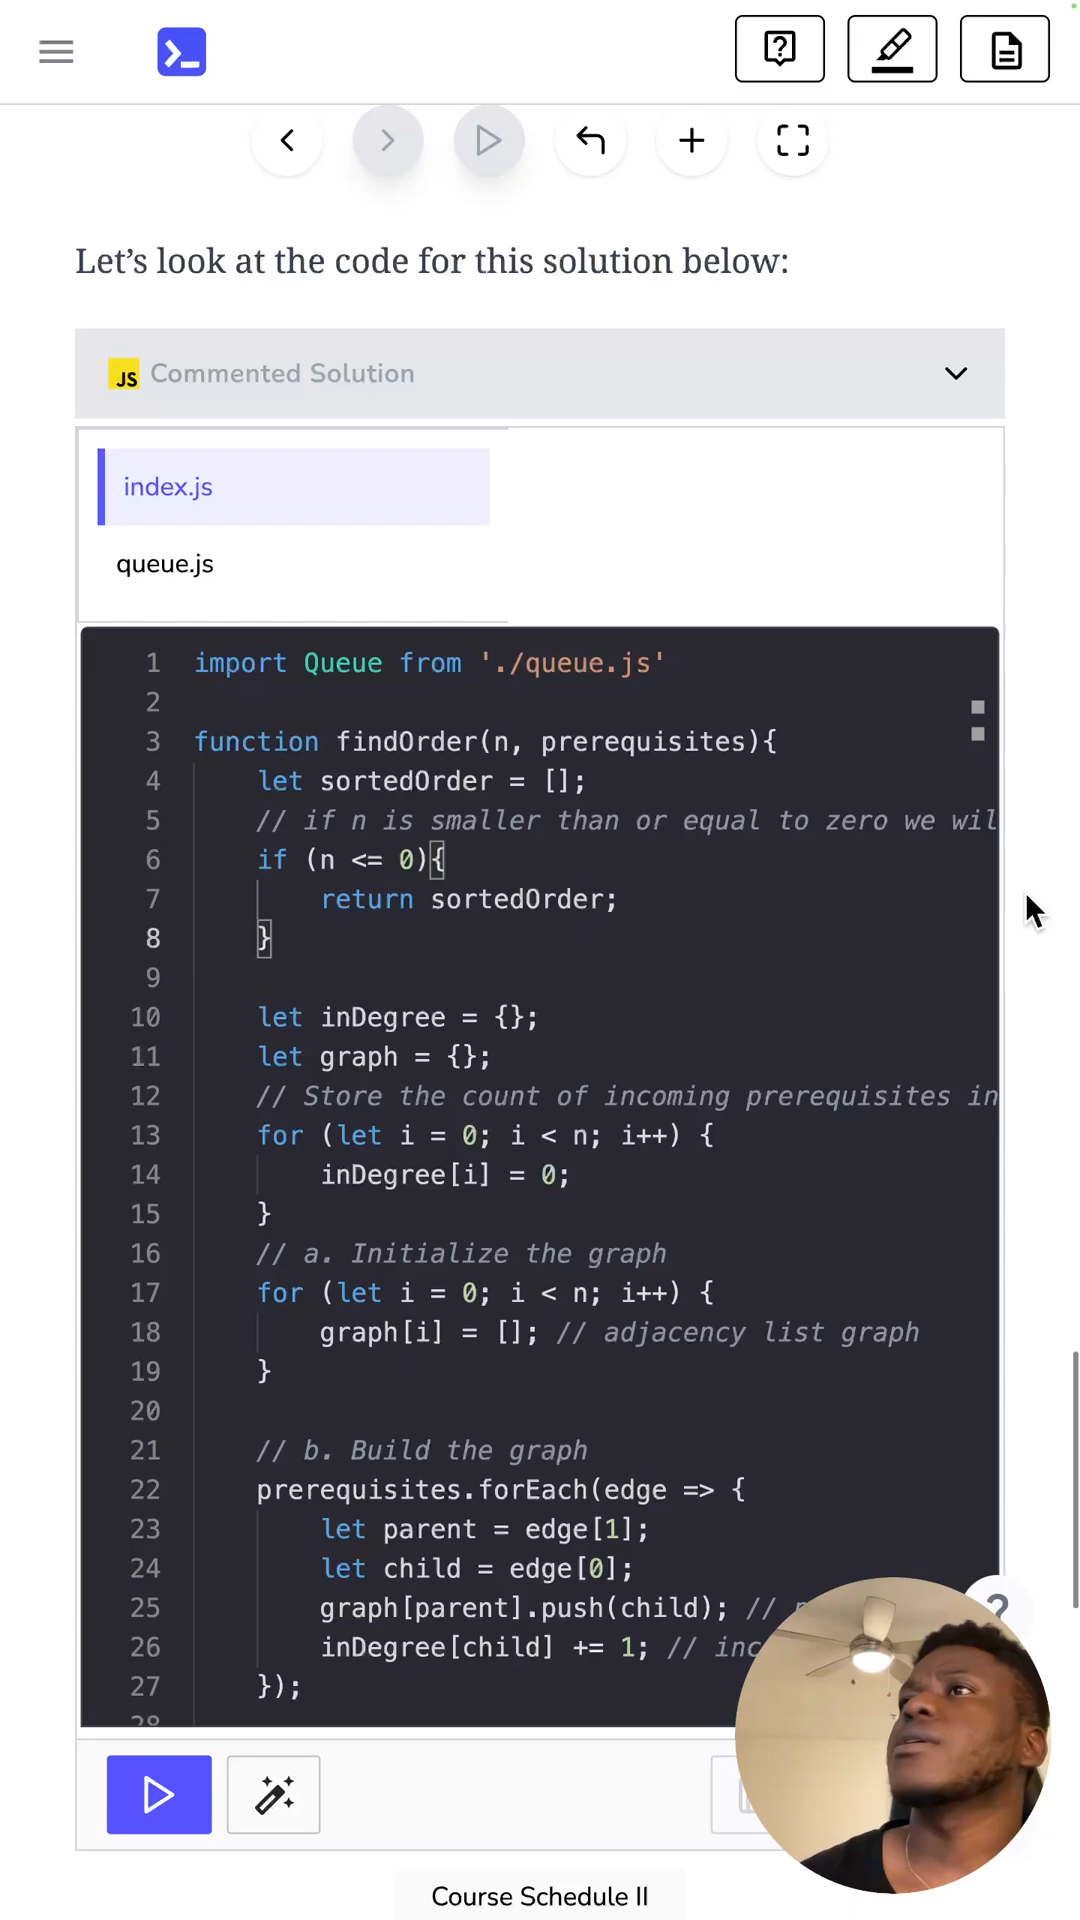 Let’s look at the code for this solution below:
JS Commented Solution
index.js
queue.js
1 import Queue from './queue.js'
2
3 function findOrder(n, prerequisites){
4 let sortedOrder = [];
5 // if n is smaller than or equal to zero we wil
6 if (n <= 0){
7 return sortedOrder;
8 }
9
10 let inDegree = {};
11 let graph = {};
12 // Store the count of incoming prerequisites in
13 for (let i = 0; i < n; i++) {
14 inDegree[i] = 0;
15 }
16 // a. Initialize the graph
17 for (let i = 0; i < n; i++) {
18 graph[i] = []; // adjacency list graph
19 }
20
21 // b. Build the graph
22 prerequisites.forEach(edge => {
23 let parent = edge[1];
24 let child = edge[0];
25 graph[parent].push(child); //
26 inDegree[child] += 1; // inc
27 });
28
Course Schedule II